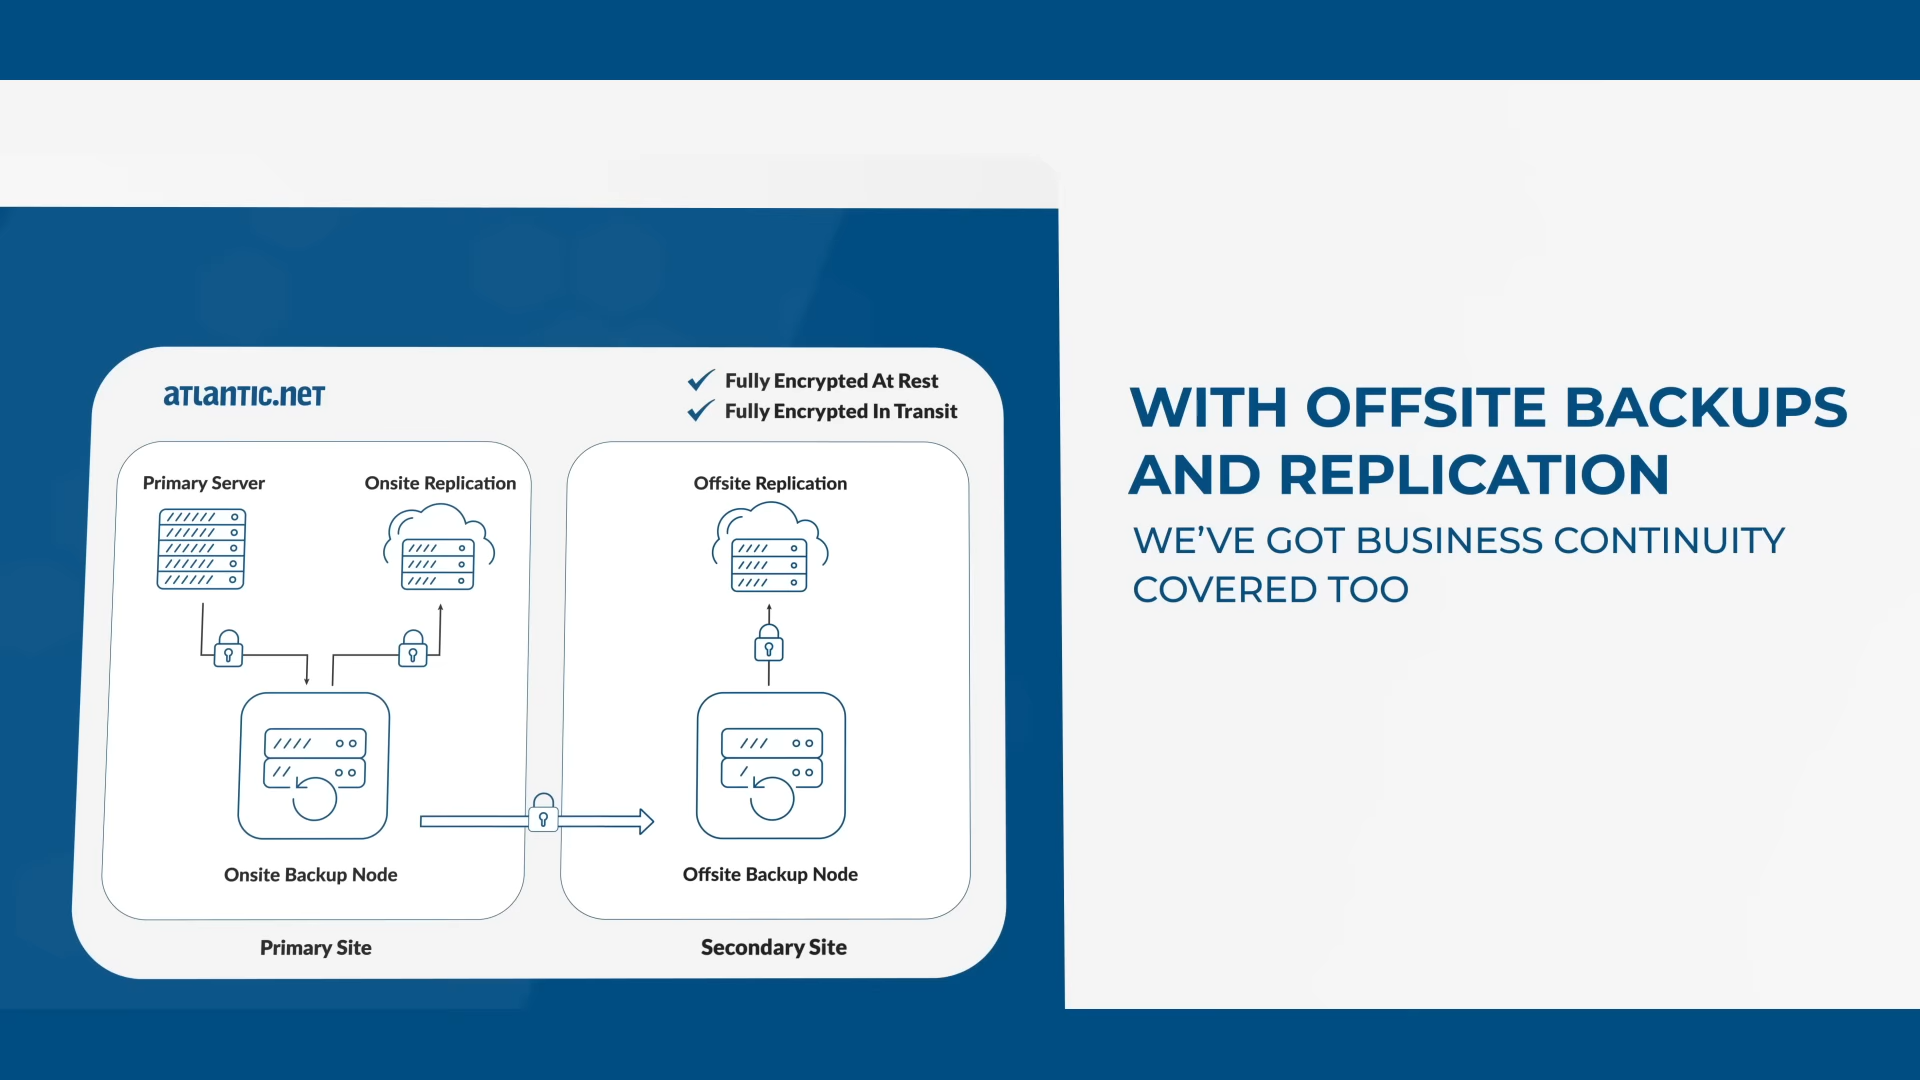 atlantic.net
Fully Encrypted At Rest
Fully Encrypted In Transit
Primary Server
Onsite Replication
Offsite Replication
Onsite Backup Node
Offsite Backup Node
Primary Site
Secondary Site
WITH OFFSITE BACKUPS
AND REPLICATION
WE’VE GOT BUSINESS CONTINUITY
COVERED TOO